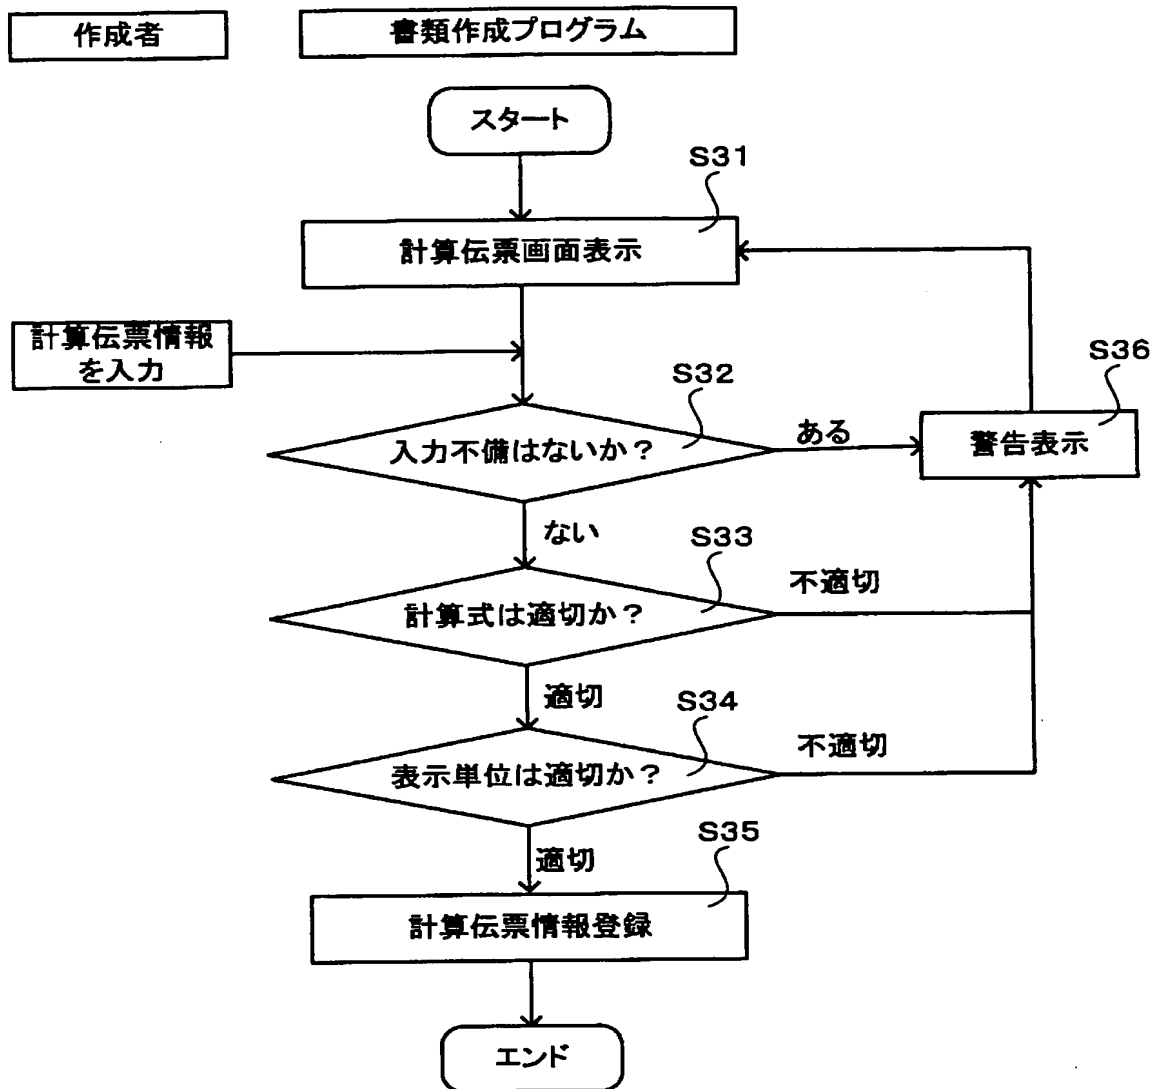 作成者
書類作成プログラム
スタート
S31
計算伝票画面表示
計算伝票情報
を入力
S32
入力不備はないか？
ある
S36
警告表示
ない
S33
計算式は適切か？
不適切
適切
S34
表示単位は適切か？
不適切
適切
S35
計算伝票情報登録
エンド